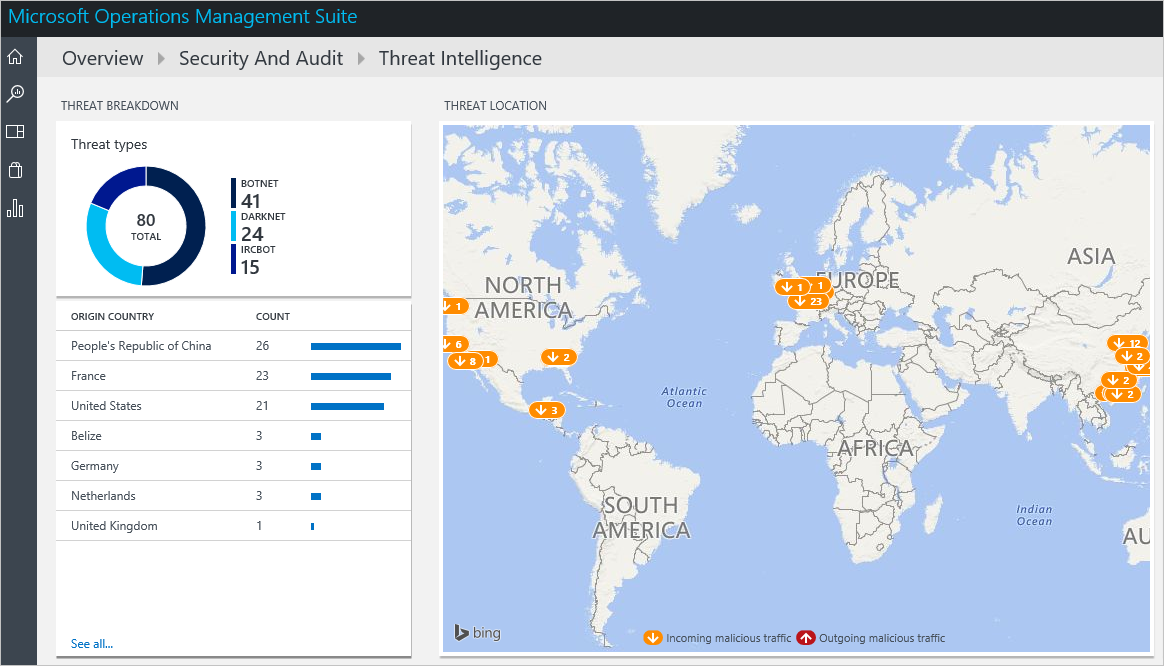 Microsoft Operations Management Suite
Overview
Security And Audit
Threat Intelligence
THREAT BREAKDOWN
Threat types
80
TOTAL
BOTNET
41
DARKNET
24
IRCBOT
15
ORIGIN COUNTRY COUNT
People's Republic of China 26
France 23
United States 21
Belize 3
Germany 3
Netherlands 3
United Kingdom 1
See all...
THREAT LOCATION
NORTH
AMERICA
EUROPE
ASIA
1
1
23
1
6
8
1
2
3
12
2
2
2
Atlantic
Ocean
AFRICA
SOUTH
AMERICA
Indian
Ocean
AU
bing
Incoming malicious traffic
Outgoing malicious traffic